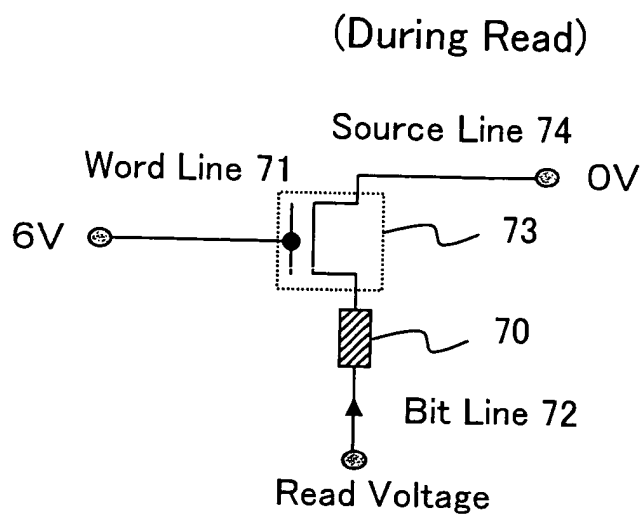 (During Read)
Source Line 74
Word Line 71
0V
6V
73
70
Bit Line 72
Read Voltage